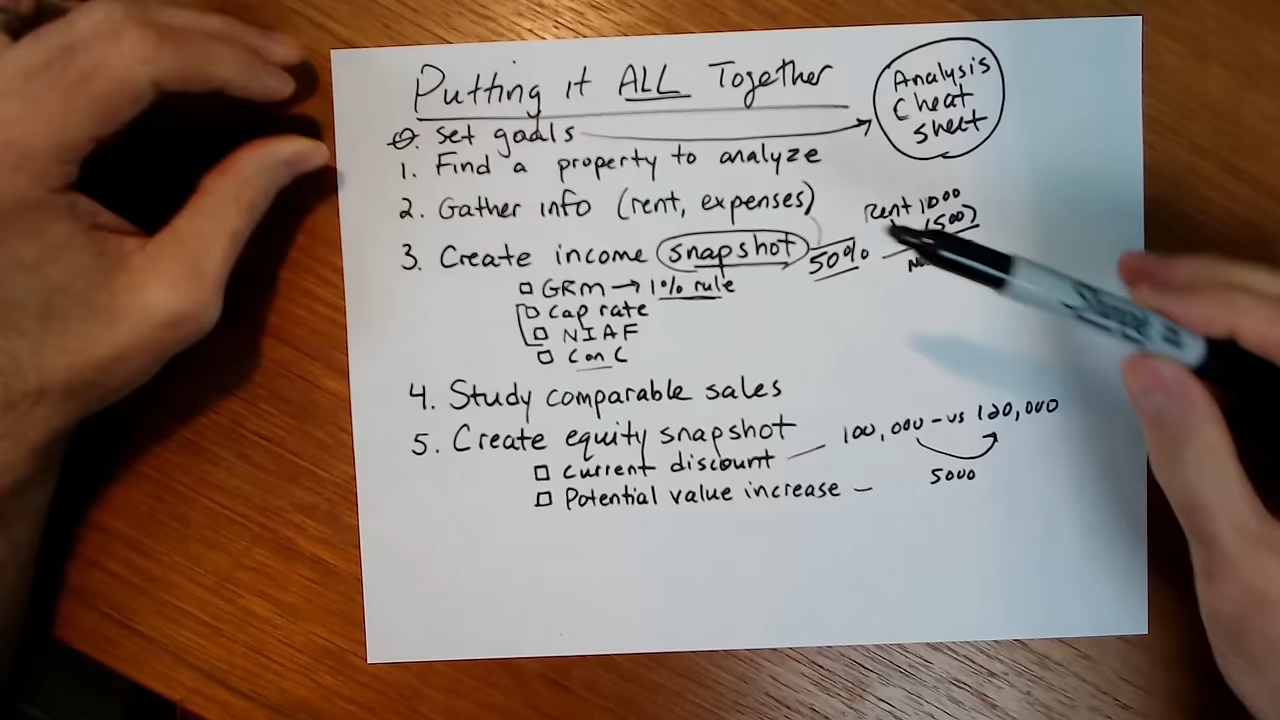 Putting it ALL Together
Analysis
Cheat
Sheet
0. Set goals
1. Find a property to analyze
2. Gather info (rent, expenses)
Rent 1000
(500)
3. Create income snapshot
50%
GRM → 1% rule
Cap rate
NIAF
ConC
4. Study comparable sales
5. Create equity snapshot
100,000 - vs 120,000
Current discount
5000
Potential value increase -